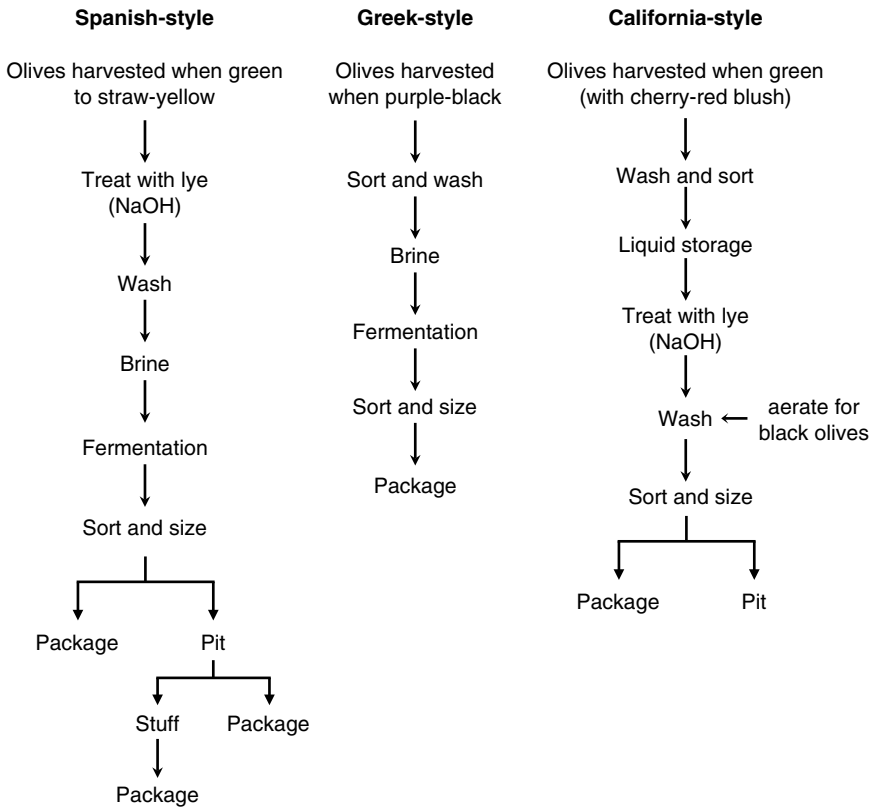 Spanish-style
Olives harvested when green
to straw-yellow
Treat with lye
(NaOH)
Wash
Brine
Fermentation
Sort and size
Package
Pit
Stuff
Package
Package
Greek-style
Olives harvested
when purple-black
Sort and wash
Brine
Fermentation
Sort and size
Package
California-style
Olives harvested when green
(with cherry-red blush)
Wash and sort
Liquid storage
Treat with lye
(NaOH)
Wash
aerate for
black olives
Sort and size
Package
Pit